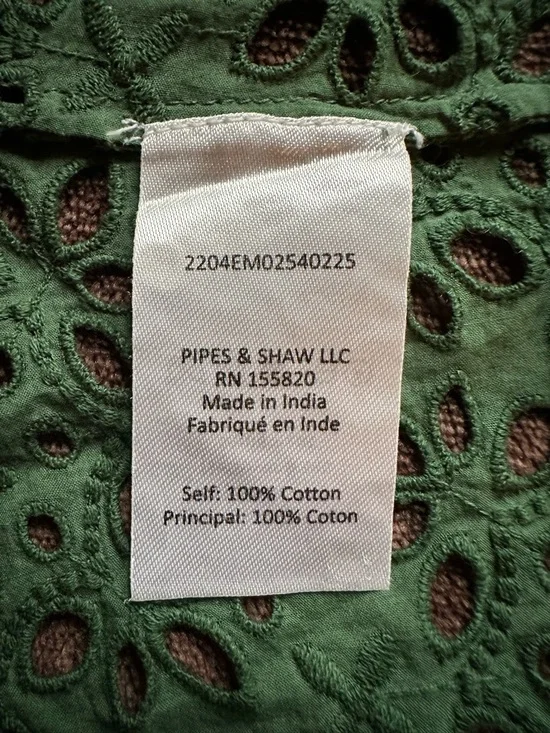 2204EM02540225
PIPES & SHAW LLC
RN 155820
Made in India
Fabriqué en Inde
Self: 100% Cotton
Principal: 100% Coton